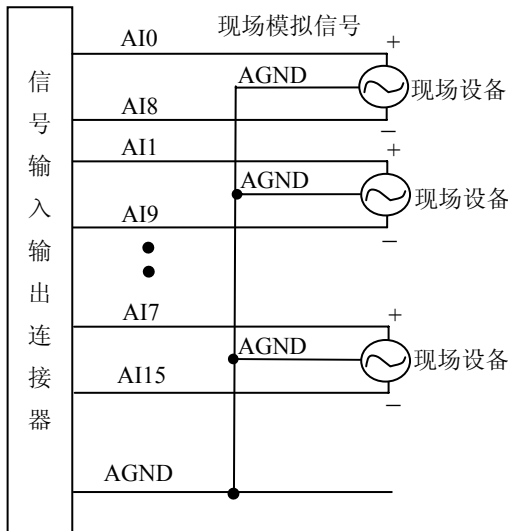 信号输入输出连接器
AI0
现场模拟信号
+
AGND
现场设备
AI8
−
AI1
+
AGND
现场设备
AI9
−
AI7
+
AGND
现场设备
AI15
−
AGND